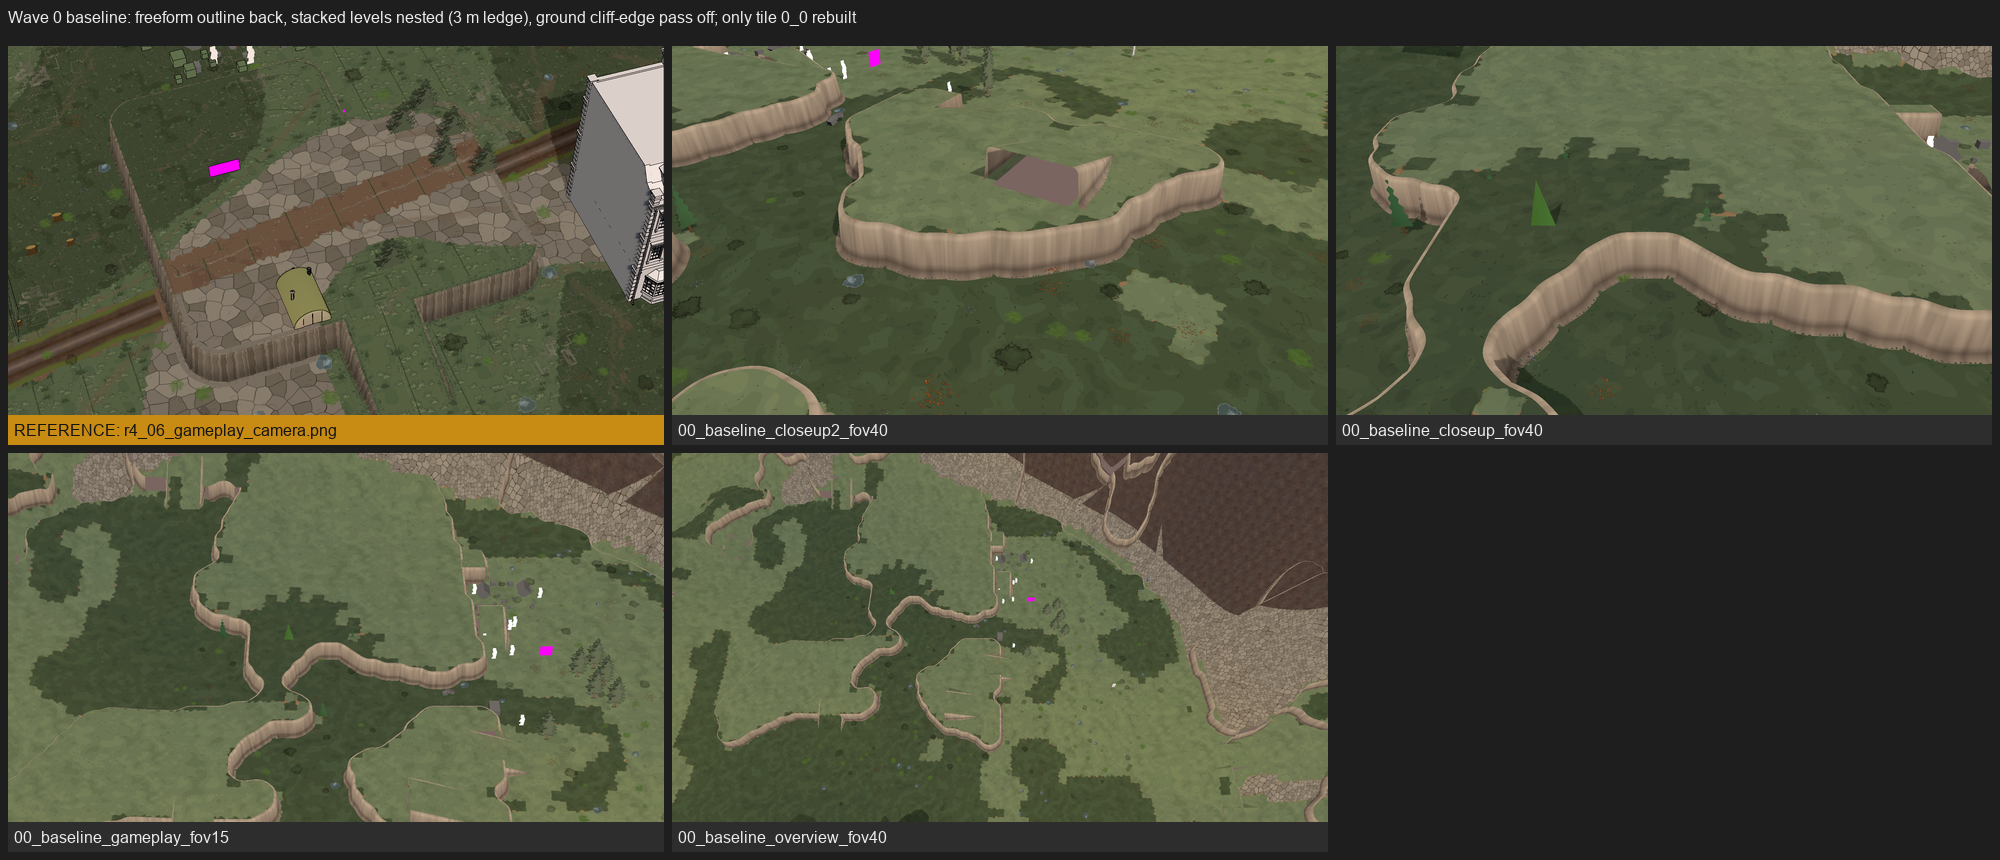 Wave 0 baseline: freeform outline back, stacked levels nested (3 m ledge), ground cliff-edge pass off; only tile 0_0 rebuilt
REFERENCE: r4_06_gameplay_camera.png
00_baseline_closeup2_fov40
00_baseline_closeup_fov40
00_baseline_gameplay_fov15
00_baseline_overview_fov40